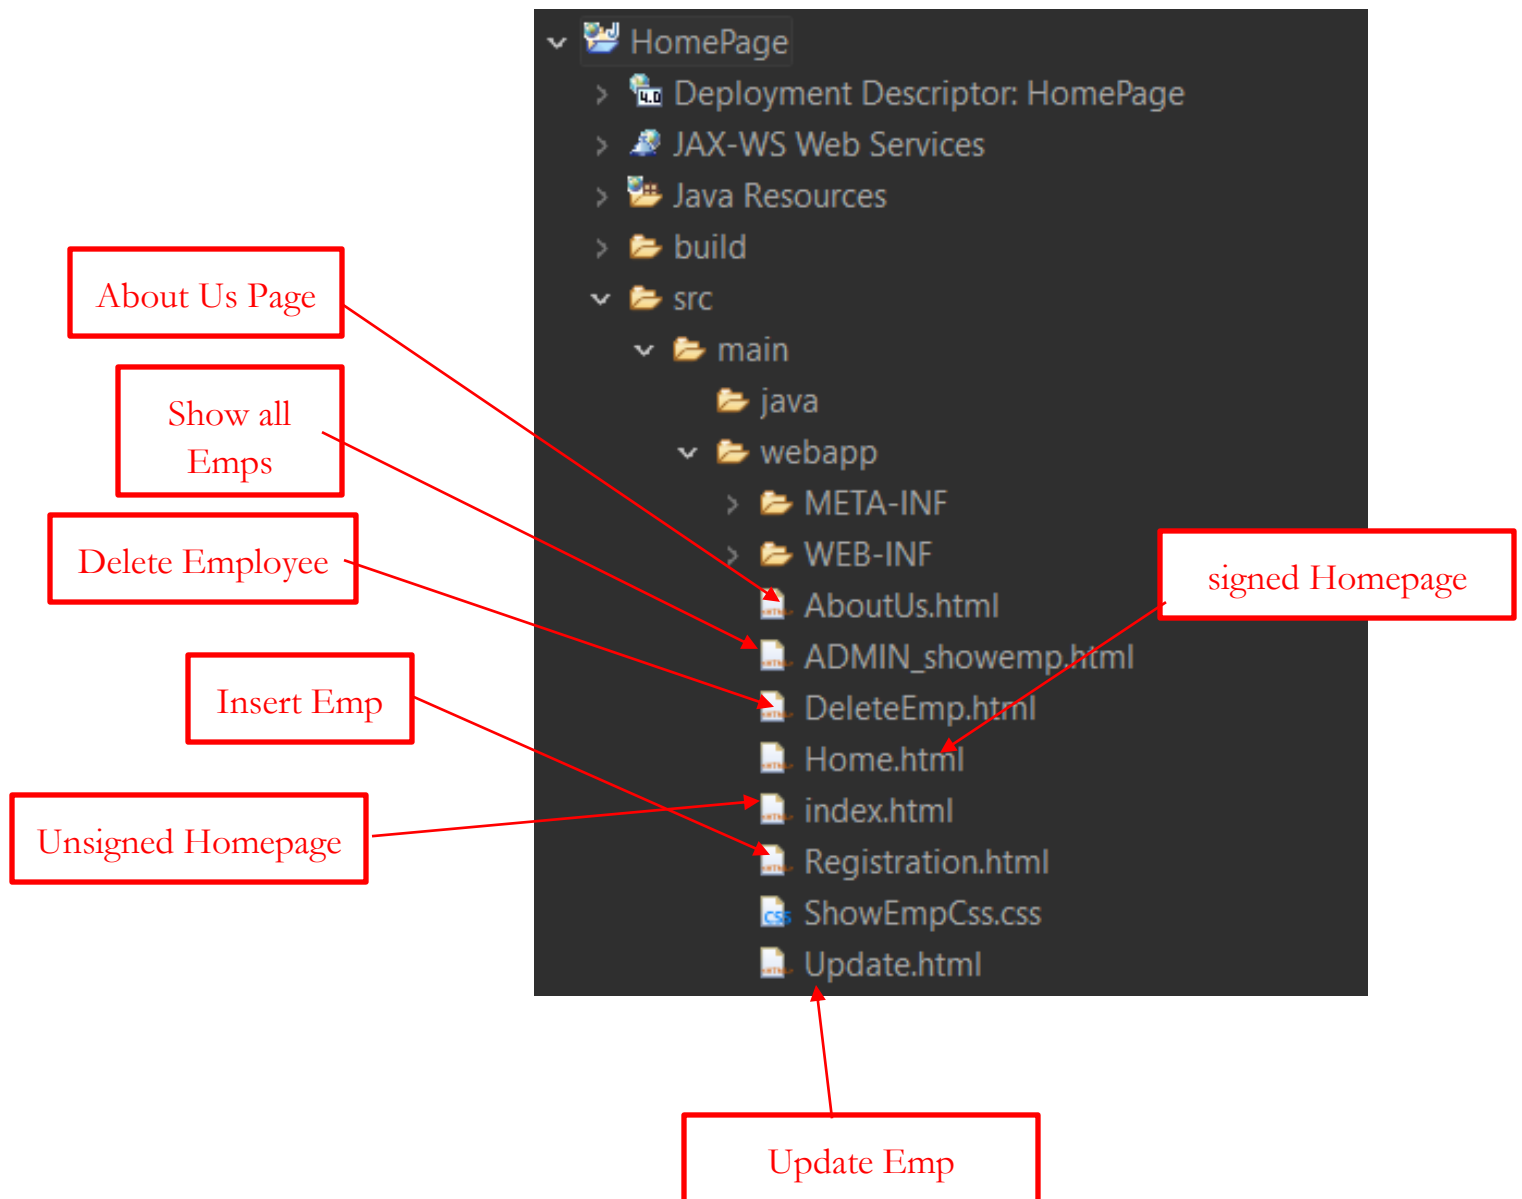 HomePage
Deployment Descriptor: HomePage
JAX-WS Web Services
Java Resources
build
src
main
java
webapp
META-INF
WEB-INF
AboutUs.html
ADMIN_showemp.html
DeleteEmp.html
Home.html
index.html
Registration.html
ShowEmpCss.css
Update.html
About Us Page
Show all
Emps
Delete Employee
Insert Emp
Unsigned Homepage
signed Homepage
Update Emp